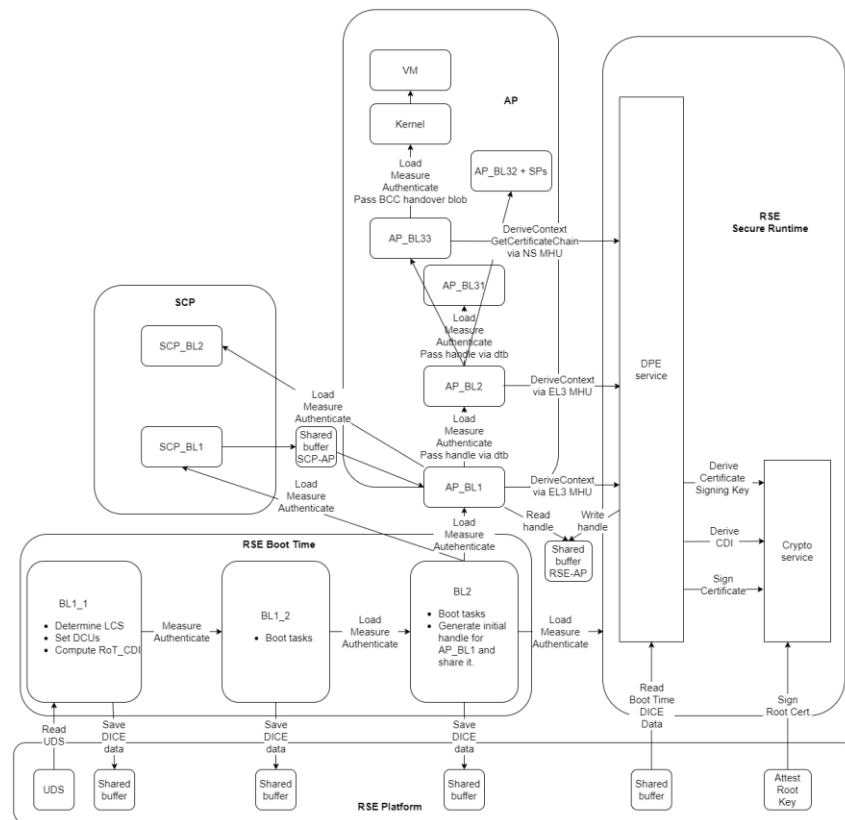 VM
AP
Kernel
Load
Measure
Authenticate
Pass BCC handover blob
AP_BL32 + SPs
AP_BL33
DeriveContext
GetCertificateChain
via NS MHU
RSE
Secure Runtime
AP_BL31
Load
Measure
Authenticate
Pass handle via dtb
SCP
SCP_BL2
AP_BL2
DeriveContext
via EL3 MHU
DPE
service
Load
Measure
Authenticate
SCP_BL1
Shared
buffer
SCP-AP
Load
Measure
Authenticate
Pass handle via dtb
AP_BL1
DeriveContext
via EL3 MHU
Derive
Certificate
Signing Key
Load
Measure
Authenticate
Load
Measure
Autehenticate
Read
handle
Write
handle
Shared
buffer
RSE-AP
Derive
CDI
Crypto
service
Sign
Certificate
RSE Boot Time
BL1_1
• Determine LCS
• Set DCUs
• Compute RoT_CDI
Measure
Authenticate
BL1_2
• Boot tasks
Load
Measure
Authenticate
BL2
• Boot tasks
• Generate initial
handle for
AP_BL1 and
share it.
Load
Measure
Authenticate
Read
UDS
Save
DICE
data
Save
DICE
data
Save
DICE
data
Read
Boot Time
DICE
Data
Sign
Root Cert
UDS
Shared
buffer
Shared
buffer
Shared
buffer
Shared
buffer
Attest
Root
Key
RSE Platform